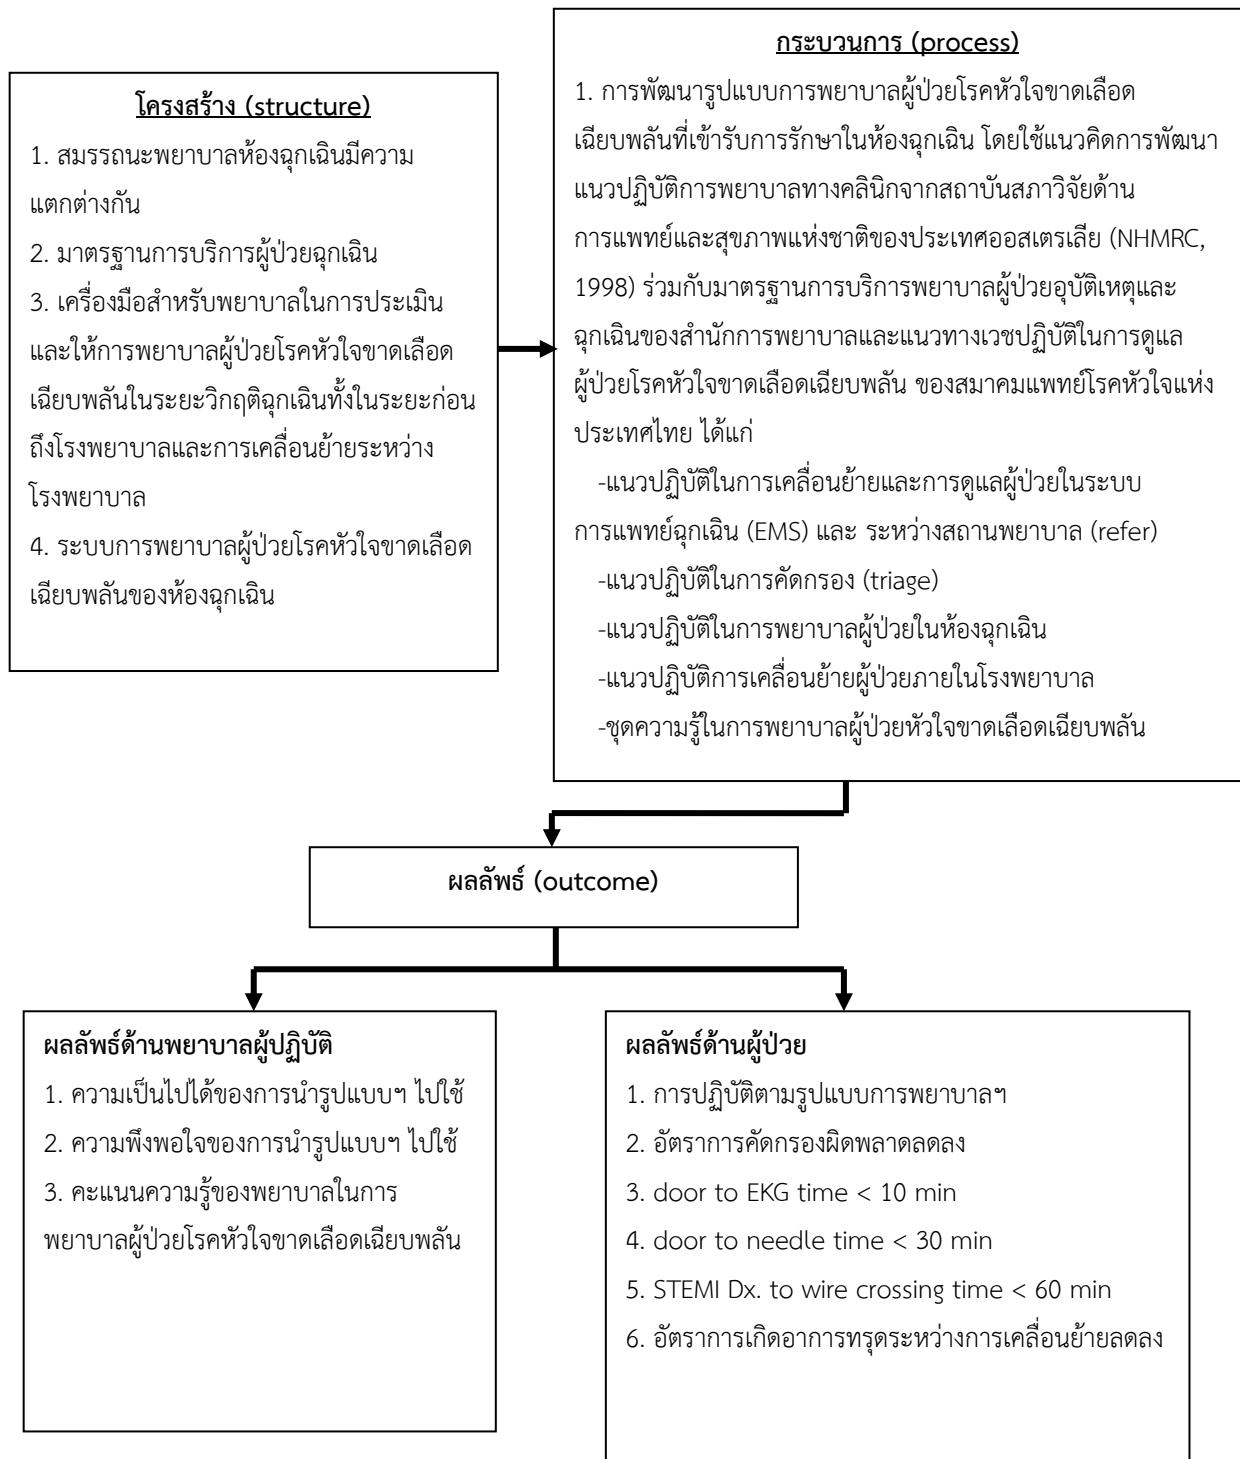 โครงสร้าง (structure)
1. สมรรถนะพยาบาลห้องฉุกเฉินมีความ
แตกต่างกัน
2. มาตรฐานการบริการผู้ป่วยฉุกเฉิน
3. เครื่องมือสำหรับพยาบาลในการประเมิน
และให้การพยาบาลผู้ป่วยโรคหัวใจขาดเลือด
เฉียบพลันในระยะวิกฤติฉุกเฉินทั้งในระยะก่อน
ถึงโรงพยาบาลและการเคลื่อนย้ายระหว่าง
โรงพยาบาล
4. ระบบการพยาบาลผู้ป่วยโรคหัวใจขาดเลือด
เฉียบพลันของห้องฉุกเฉิน
กระบวนการ (process)
1. การพัฒนารูปแบบการพยาบาลผู้ป่วยโรคหัวใจขาดเลือด
เฉียบพลันที่เข้ารับการรักษาในห้องฉุกเฉิน โดยใช้แนวคิดการพัฒนา
แนวปฏิบัติการพยาบาลทางคลินิกจากสถาบันสภาวิจัยด้าน
การแพทย์และสุขภาพแห่งชาติของประเทศออสเตรเลีย (NHMRC,
1998) ร่วมกับมาตรฐานการบริการพยาบาลผู้ป่วยอุบัติเหตุและ
ฉุกเฉินของสำนักการพยาบาลและแนวทางเวชปฏิบัติในการดูแล
ผู้ป่วยโรคหัวใจขาดเลือดเฉียบพลัน ของสมาคมแพทย์โรคหัวใจแห่ง
ประเทศไทย ได้แก่
-แนวปฏิบัติในการเคลื่อนย้ายและการดูแลผู้ป่วยในระบบ
การแพทย์ฉุกเฉิน (EMS) และ ระหว่างสถานพยาบาล (refer)
-แนวปฏิบัติในการคัดกรอง (triage)
-แนวปฏิบัติในการพยาบาลผู้ป่วยในห้องฉุกเฉิน
-แนวปฏิบัติการเคลื่อนย้ายผู้ป่วยภายในโรงพยาบาล
-ชุดความรู้ในการพยาบาลผู้ป่วยหัวใจขาดเลือดเฉียบพลัน
ผลลัพธ์ (outcome)
ผลลัพธ์ด้านพยาบาลผู้ปฏิบัติ
1. ความเป็นไปได้ของการนำรูปแบบฯ ไปใช้
2. ความพึงพอใจของการนำรูปแบบฯ ไปใช้
3. คะแนนความรู้ของพยาบาลในการ
พยาบาลผู้ป่วยโรคหัวใจขาดเลือดเฉียบพลัน
ผลลัพธ์ด้านผู้ป่วย
1. การปฏิบัติตามรูปแบบการพยาบาลฯ
2. อัตราการคัดกรองผิดพลาดลดลง
3. door to EKG time < 10 min
4. door to needle time < 30 min
5. STEMI Dx. to wire crossing time < 60 min
6. อัตราการเกิดอาการทรุดระหว่างการเคลื่อนย้ายลดลง